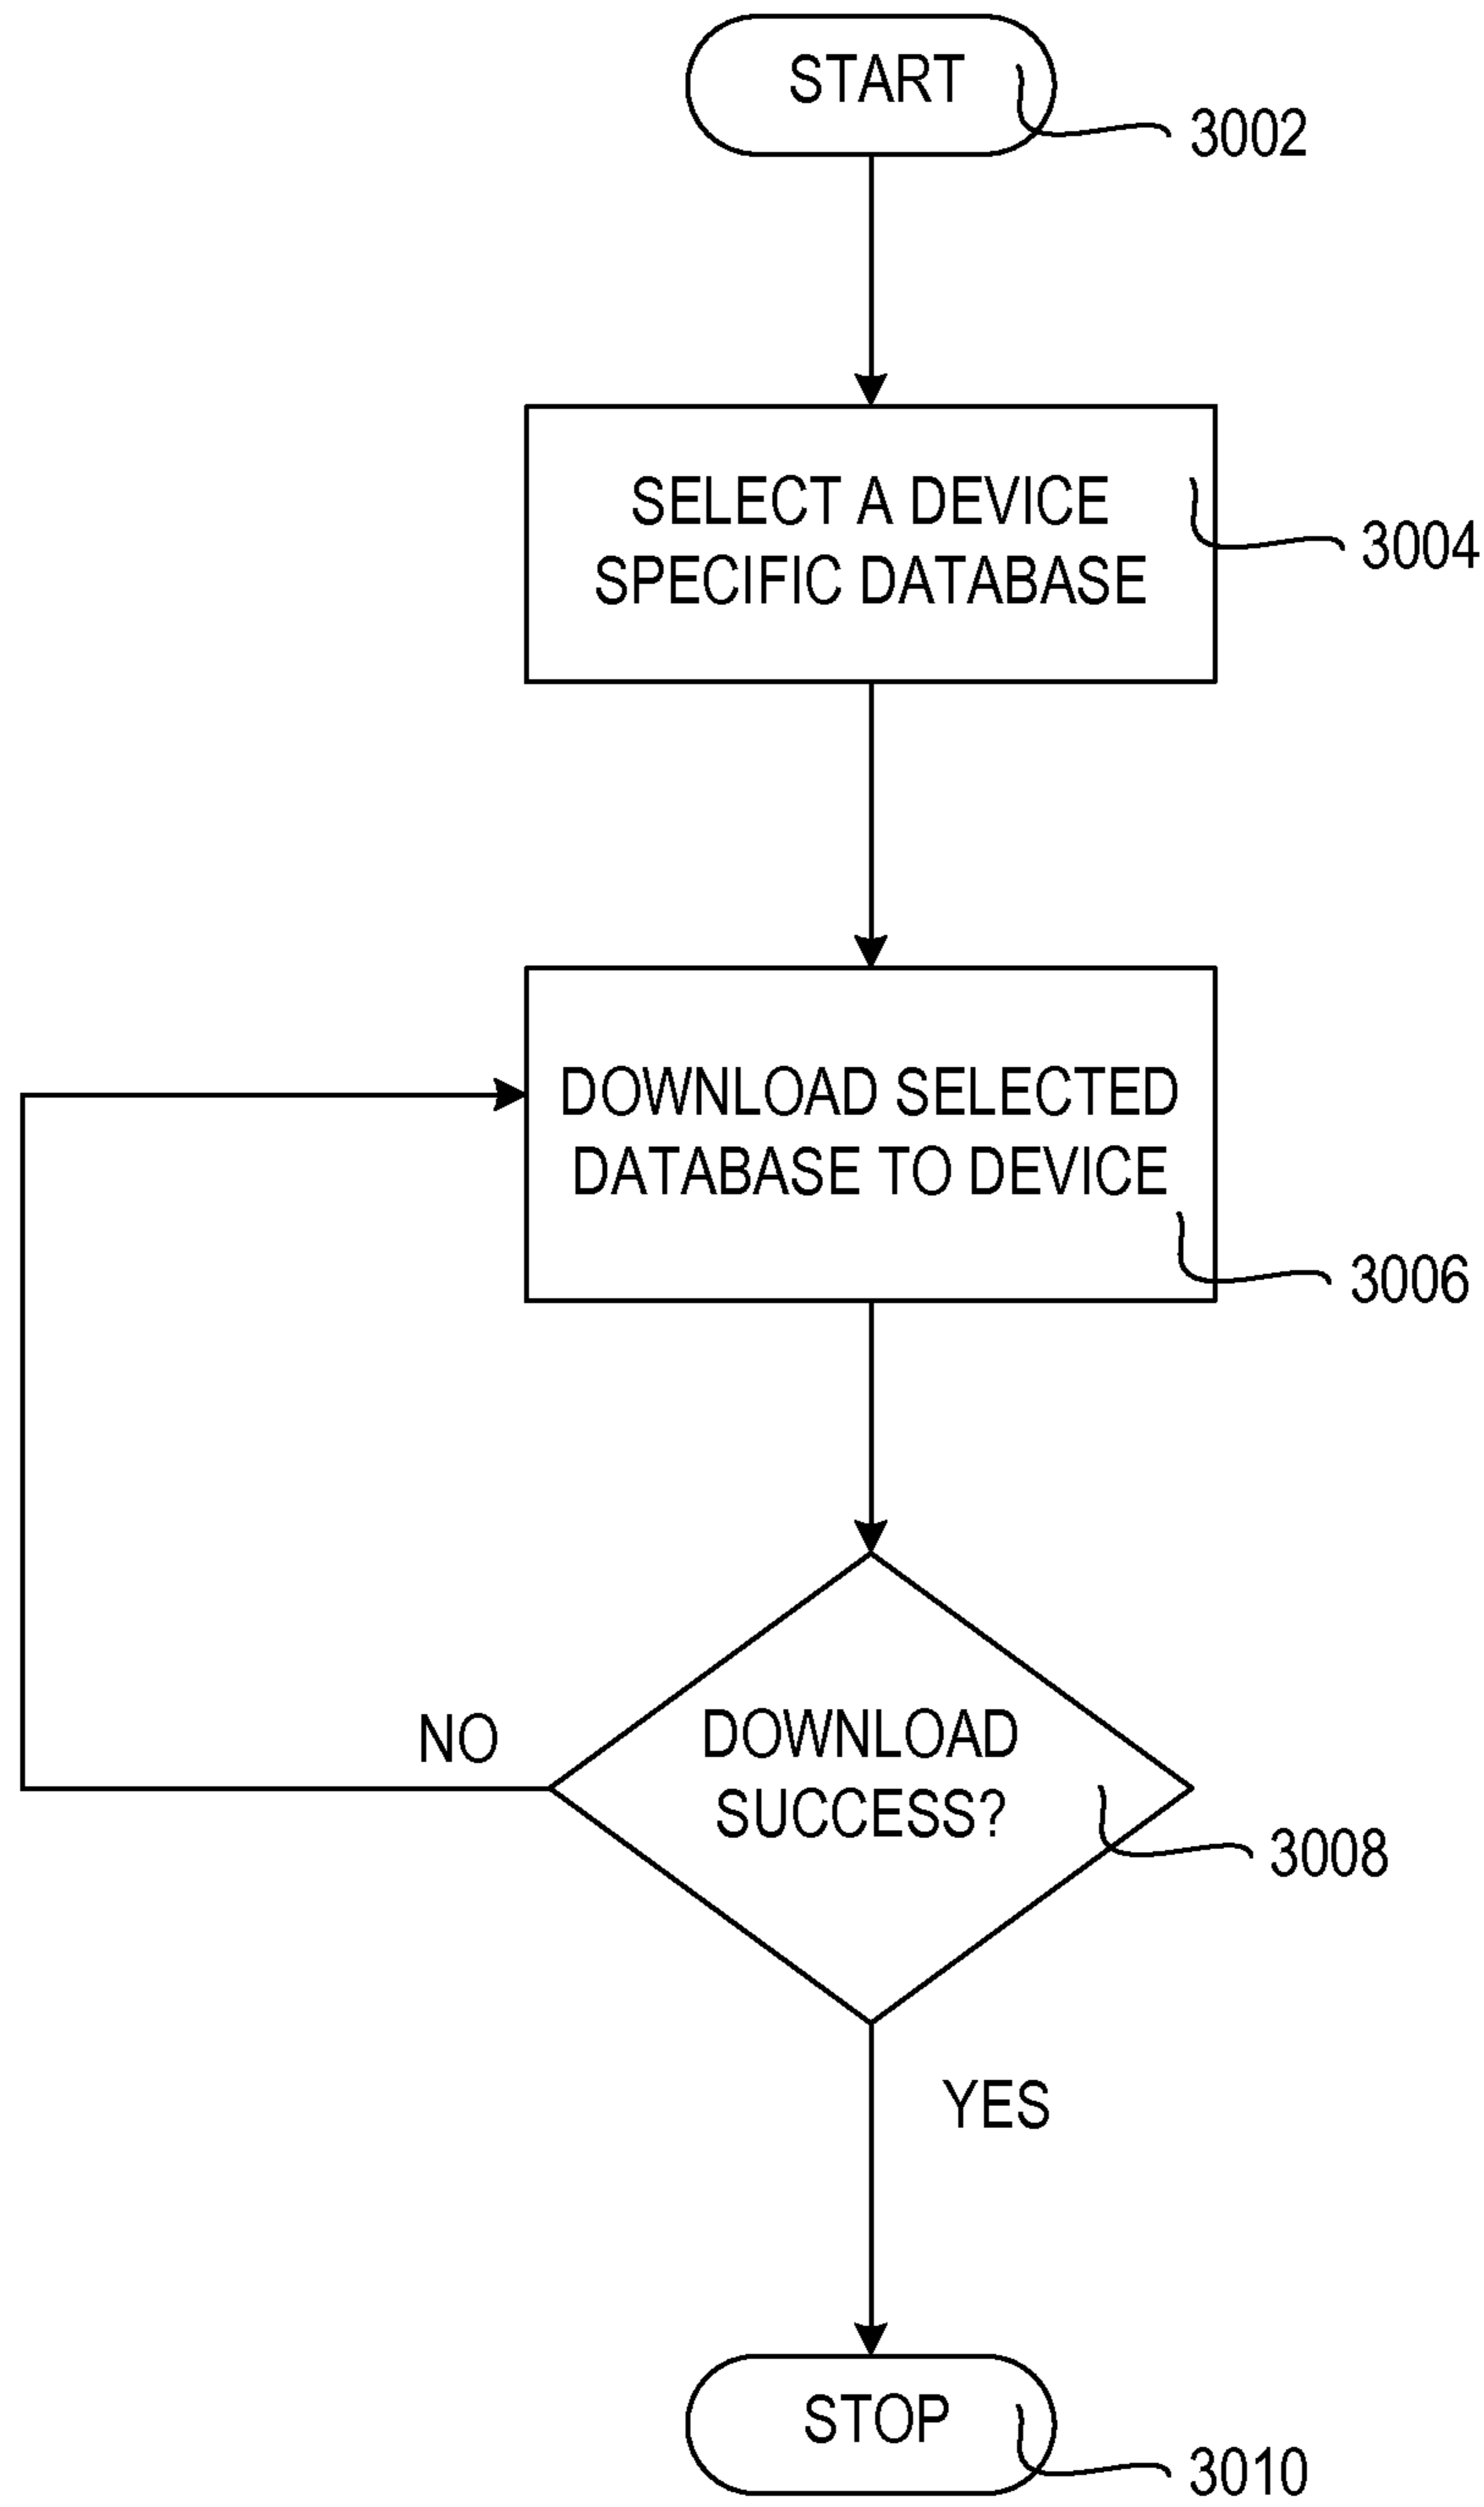 START
3002
SELECT A DEVICE
SPECIFIC DATABASE
3004
DOWNLOAD SELECTED
DATABASE TO DEVICE
3006
NO
DOWNLOAD
SUCCESS?
3008
YES
STOP
3010